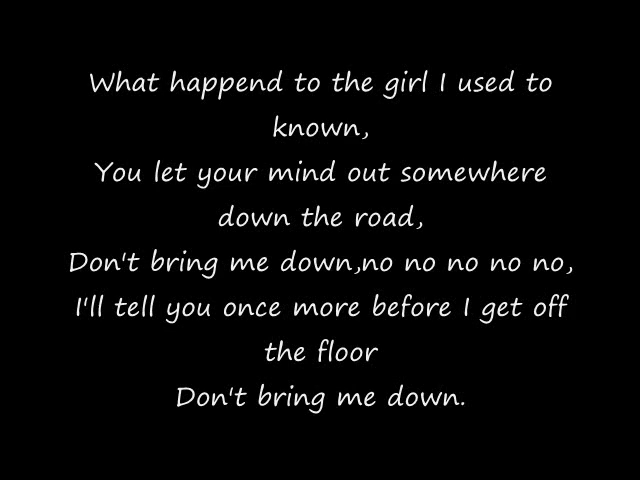 What happend to the girl I used to
known,
You let your mind out somewhere
down the road,
Don't bring me down,no no no no no,
I'll tell you once more before I get off
the floor
Don't bring me down.